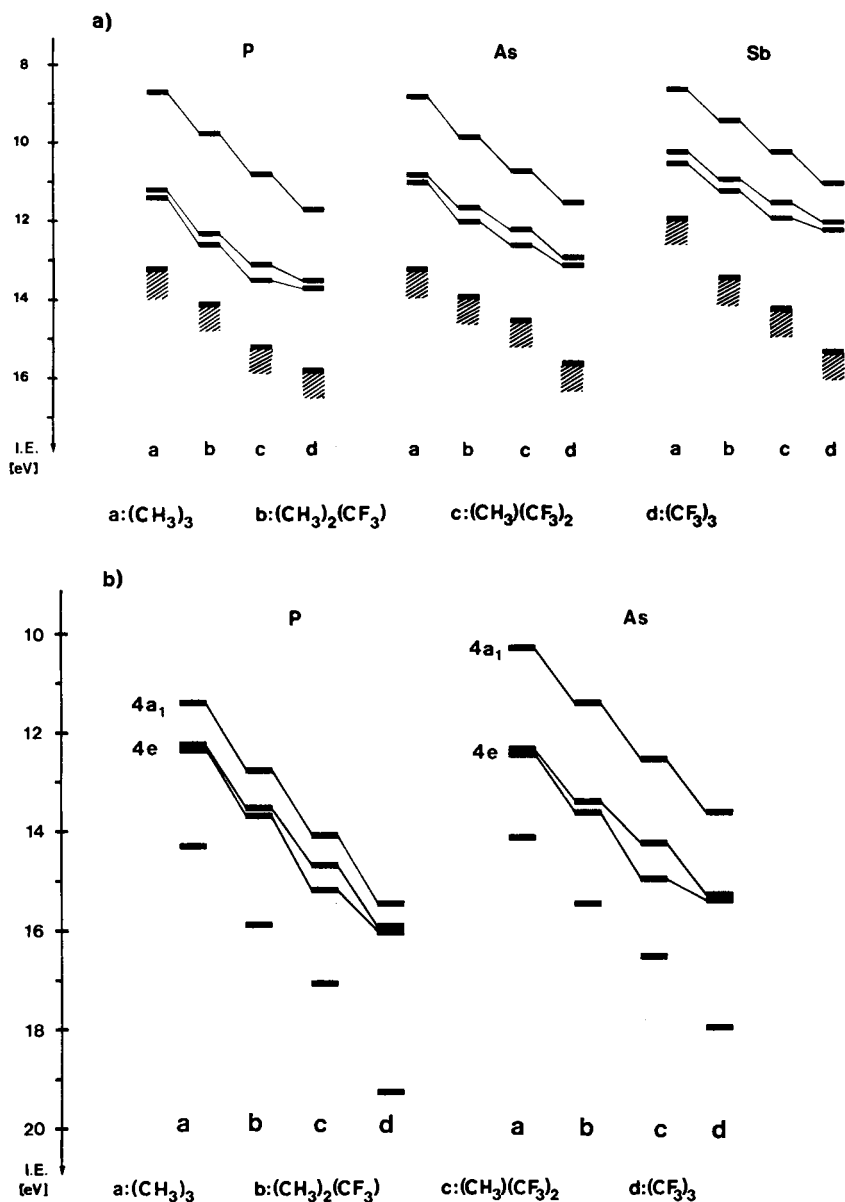 a)
P As Sb
8
10
12
14
16
I.E.
[eV]
a b c d a b c d a b c d
a:(CH₃)₃ b:(CH₃)₂(CF₃) c:(CH₃)(CF₃)₂ d:(CF₃)₃
b)
P As
10
12
14
16
18
20
4a₁
4e
4a₁
4e
a b c d a b c d
I.E.
[eV]
a:(CH₃)₃ b:(CH₃)₂(CF₃) c:(CH₃)(CF₃)₂ d:(CF₃)₃